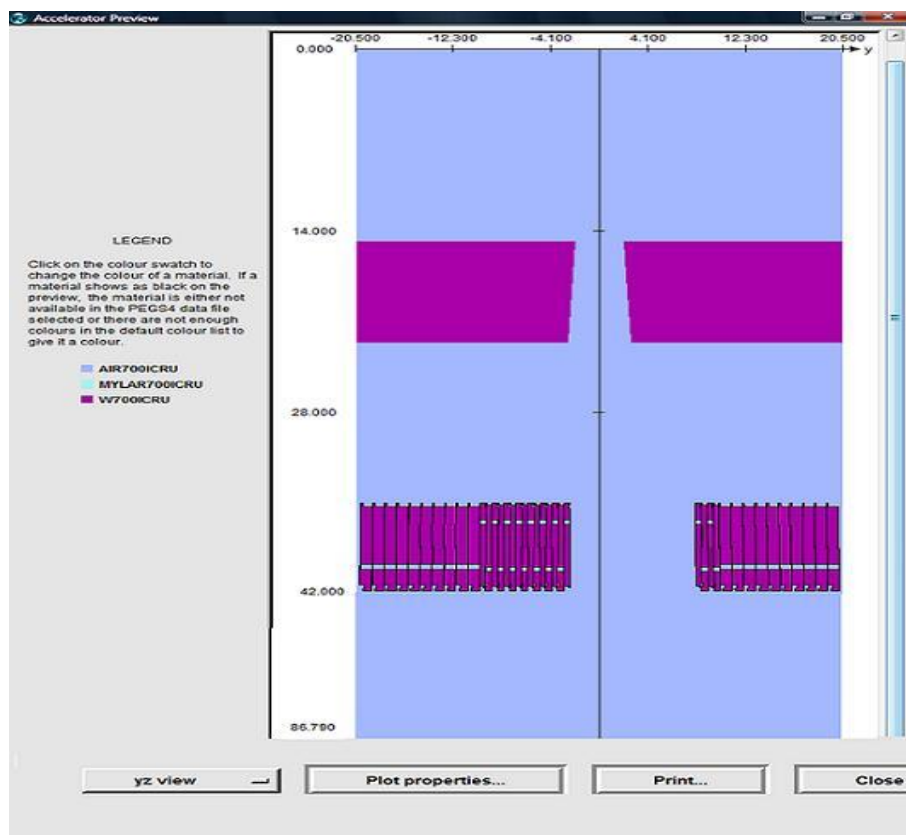 Accelerator Preview
-20.500 -12.300 -4.100 4.100 12.300 20.500
0.000 y
14.000
LEGEND
Click on the colour swatch to
change the colour of a material. If a
material shows as black on the
preview, the material is either not
available in the PEGS4 data file
selected or there are not enough
colours in the default colour list to
give it a colour.
AIR700ICRU
MYLAR700ICRU
W700ICRU
28.000
42.000
86.790
yz view Plot properties... Print... Close